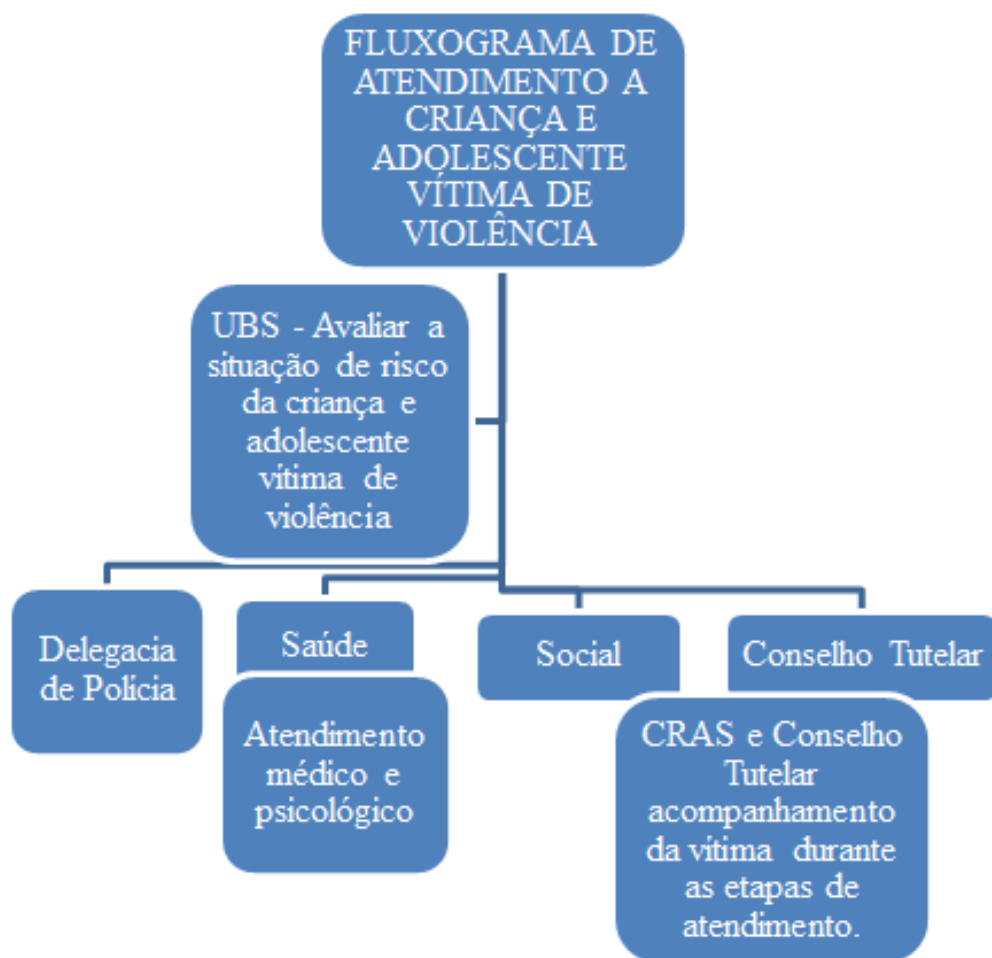 FLUXOGRAMA DE
ATENDIMENTO A
CRIANÇA E
ADOLESCENTE
VÍTIMA DE
VIOLÊNCIA
UBS - Avaliar a
situação de risco
da criança e
adolescente
vítima de
violência
Delegacia
de Polícia
Saúde
Atendimento
médico e
psicológico
Social
Conselho Tutelar
CRAS e Conselho
Tutelar
acompanhamento
da vítima durante
as etapas de
atendimento.